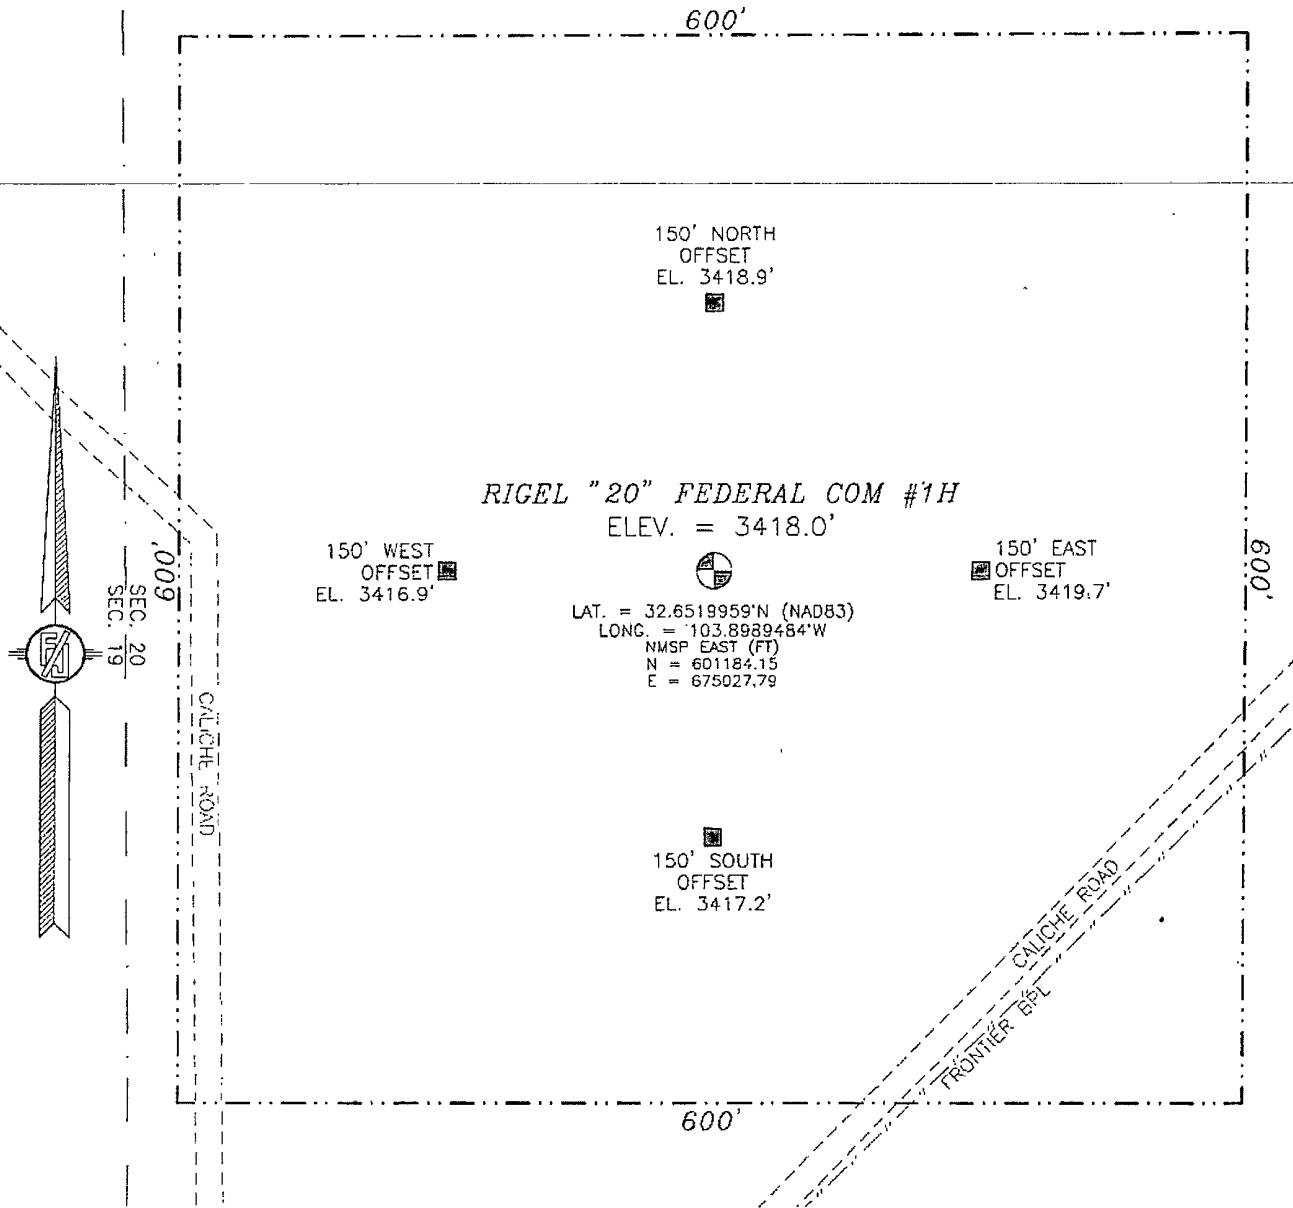 600'
150' NORTH
OFFSET
EL. 3418.9'
RIGEL "20" FEDERAL COM #1H
ELEV. = 3418.0'
150' WEST
OFFSET
EL. 3416.9'
150' EAST
OFFSET
EL. 3419.7'
600'
600'
SEC. 20
SEC. 19
LAT. = 32.6519959°N (NAD83)
LONG. = 103.8989484°W
NMSP EAST (FT)
N = 601184.15
E = 675027.79
CALICHE ROAD
150' SOUTH
OFFSET
EL. 3417.2'
CALICHE ROAD
FRONTIER BPL
600'